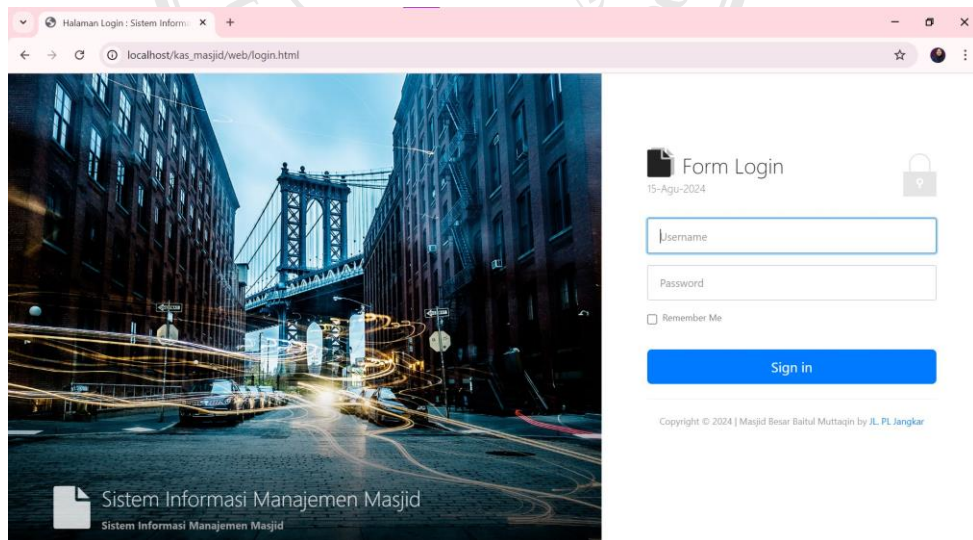 Halaman Login : Sistem Inform
localhost/kas_masjid/web/login.html
Form Login
15-Agu-2024
Username
Password
Remember Me
Sign in
Copyright © 2024 | Masjid Besar Baitul Muttaqin by JL. PL Jangkar
Sistem Informasi Manajemen Masjid
Sistem Informasi Manajemen Masjid